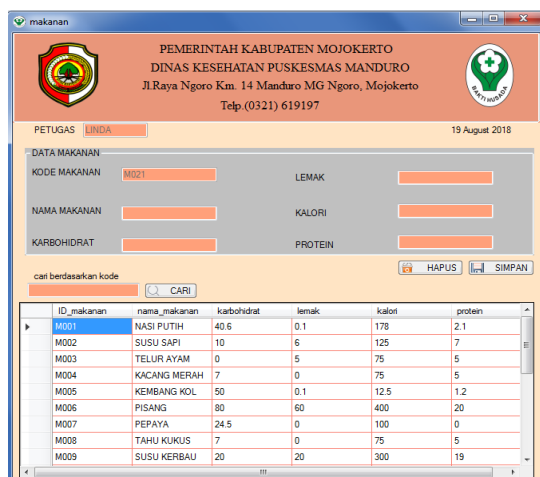 makanan
PEMERINTAH KABUPATEN MOJOKERTO
DINAS KESEHATAN PUSKESMAS MANDURO
Jl.Raya Ngoro Km. 14 Manduro MG Ngoro, Mojokerto
Telp.(0321) 619197
BAKTI HUSADA
PETUGAS LINDA 19 August 2018
DATA MAKANAN
KODE MAKANAN M021 LEMAK
NAMA MAKANAN KALORI
KARBOHIDRAT PROTEIN
HAPUS SIMPAN
cari berdasarkan kode
CARI
ID_makanan nama_makanan karbohidrat lemak kalori protein
M001 NASI PUTIH 40.6 0.1 178 2.1
M002 SUSU SAPI 10 6 125 7
M003 TELUR AYAM 0 5 75 5
M004 KACANG MERAH 7 0 75 5
M005 KEMBANG KOL 50 0.1 12.5 1.2
M006 PISANG 80 60 400 20
M007 PEPAYA 24.5 0 100 0
M008 TAHU KUKUS 7 0 75 5
M009 SUSU KERBAU 20 20 300 19